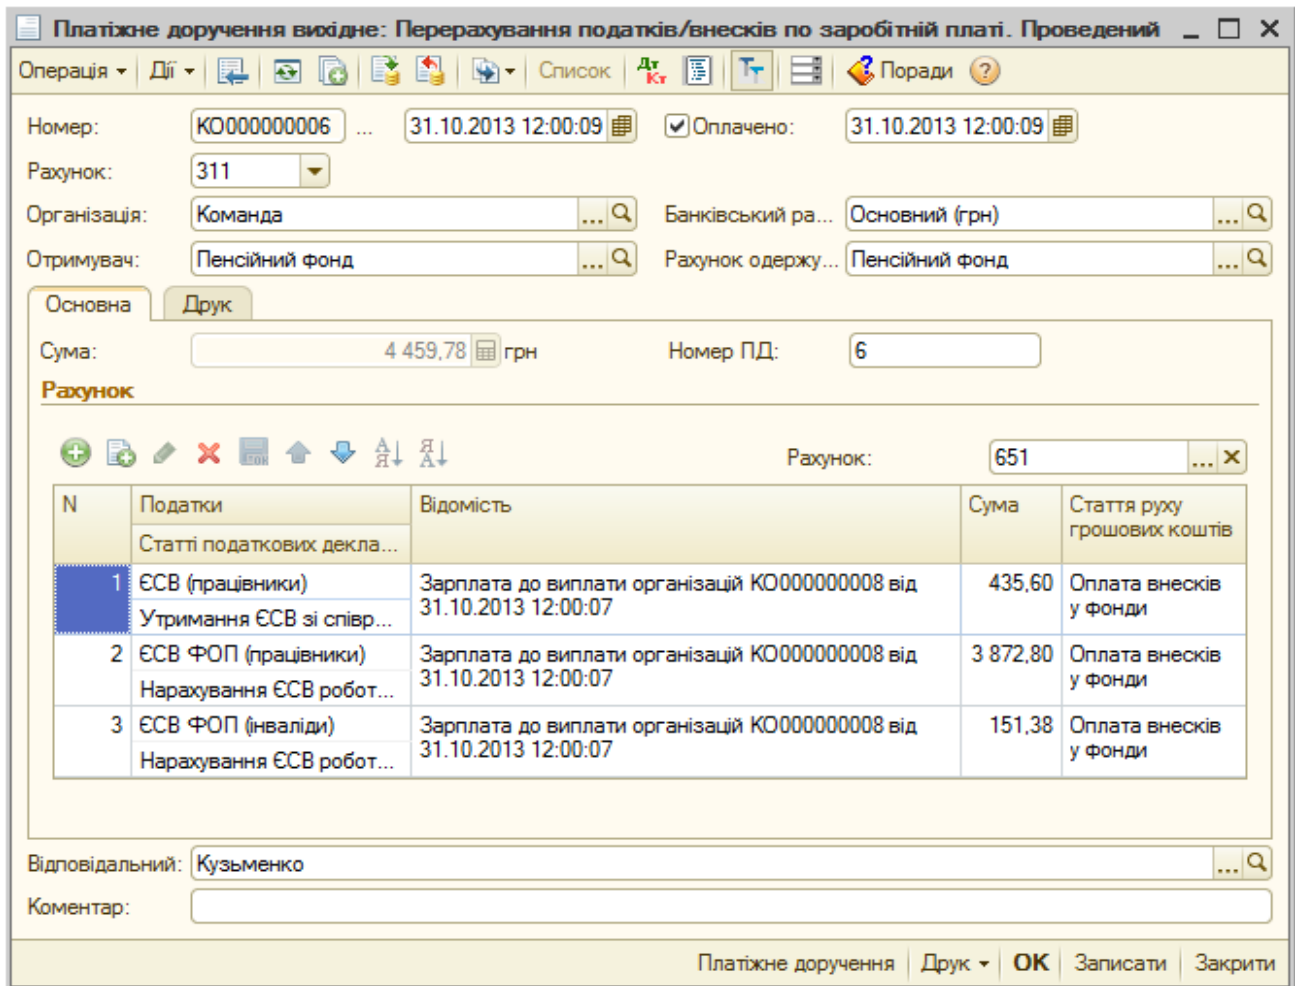 Платіжне доручення вихідне: Перерахування податків/внесків по заробітній платі. Проведений
Операція Дії Список Дт Кт Тт Поради ?
Номер: КО000000006 ... 31.10.2013 12:00:09 Оплачено: 31.10.2013 12:00:09
Рахунок: 311
Організація: Команда ... Банківський ра... Основний (грн) ...
Отримувач: Пенсійний фонд ... Рахунок одержу... Пенсійний фонд ...
Основна Друк
Сума: 4 459,78 грн Номер ПД: 6
Рахунок
Рахунок: 651 ...
N Податки Відомість Сума Стаття руху
грошових коштів
Статті податкових декла...
1 ЄСВ (працівники) Зарплата до виплати організацій КО000000008 від 435,60 Оплата внесків
Утримання ЄСВ зі співр... 31.10.2013 12:00:07 у фонди
2 ЄСВ ФОП (працівники) Зарплата до виплати організацій КО000000008 від 3 872,80 Оплата внесків
Нарахування ЄСВ робот... 31.10.2013 12:00:07 у фонди
3 ЄСВ ФОП (інваліди) Зарплата до виплати організацій КО000000008 від 151,38 Оплата внесків
Нарахування ЄСВ робот... 31.10.2013 12:00:07 у фонди
Відповідальний: Кузьменко ...
Коментар:
Платіжне доручення Друк ОК Записати Закрити